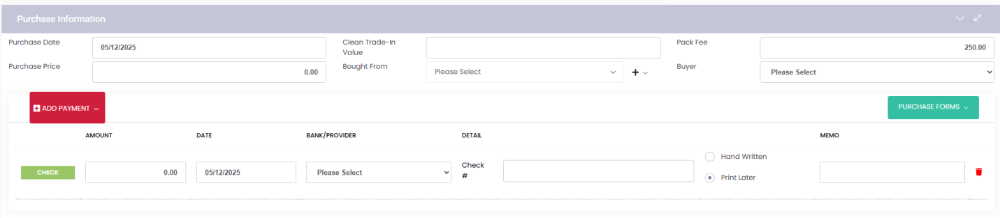 Purchase Information
Purchase Date
05/12/2025
Clean Trade-In
Value
Pack Fee
250.00
Purchase Price
0.00
Bought From
Please Select
Buyer
Please Select
ADD PAYMENT
PURCHASE FORMS
AMOUNT
DATE
BANK/PROVIDER
DETAIL
MEMO
CHECK
0.00
05/12/2025
Please Select
Check
#
Hand Written
Print Later